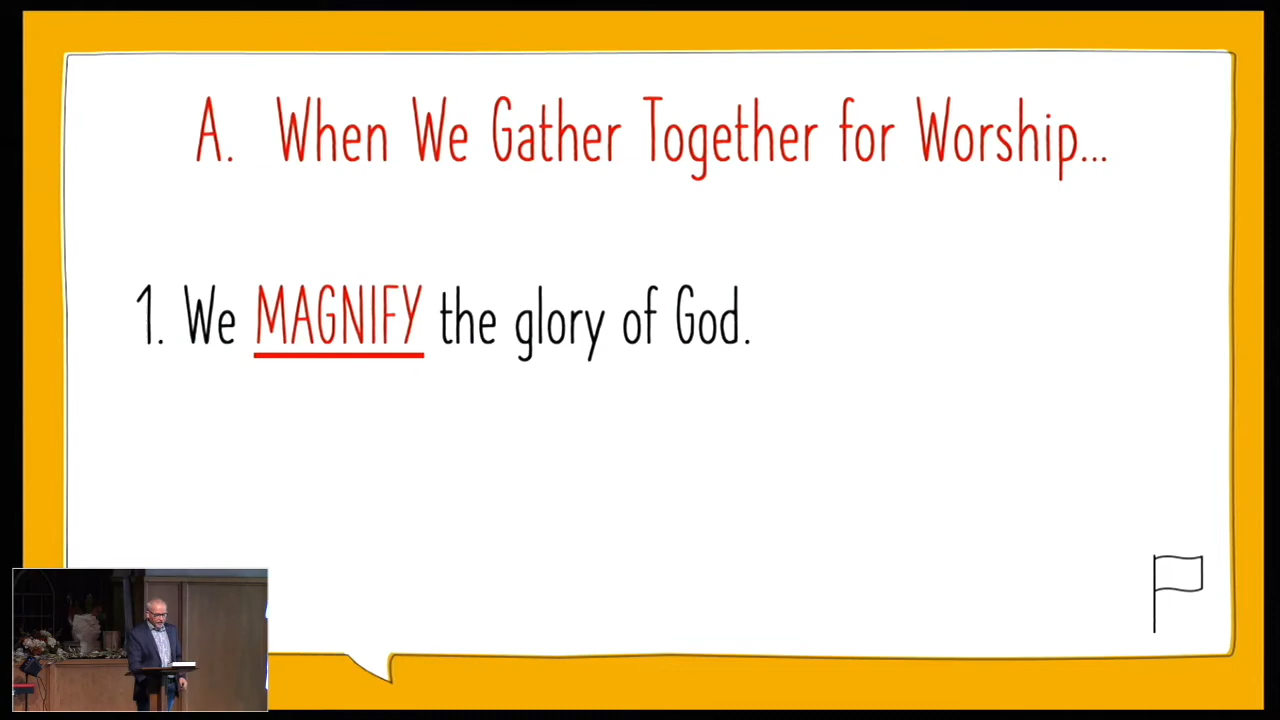 A. When We Gather Together for Worship...
1. We MAGNIFY the glory of God.